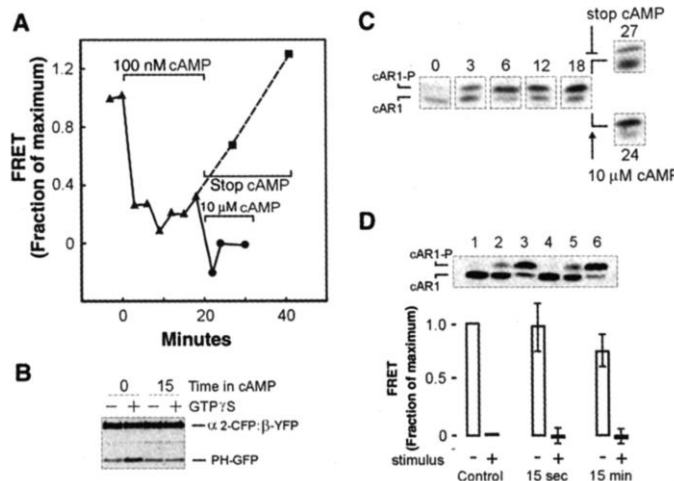 A
100 nM cAMP
1.2
0.8
0.4
0
FRET
(Fraction of maximum)
Stop cAMP
10 μM cAMP
0
20
40
Minutes
B
0
15
Time in cAMP
−
+
−
+
GTPγS
α2-CFP:β-YFP
PH-GFP
C
stop cAMP
27
0
3
6
12
18
cAR1-P
cAR1
24
10 μM cAMP
D
1
2
3
4
5
6
cAR1-P
cAR1
1.0
0.5
0
FRET
(Fraction of maximum)
stimulus
−
+
−
+
−
+
Control
15 sec
15 min